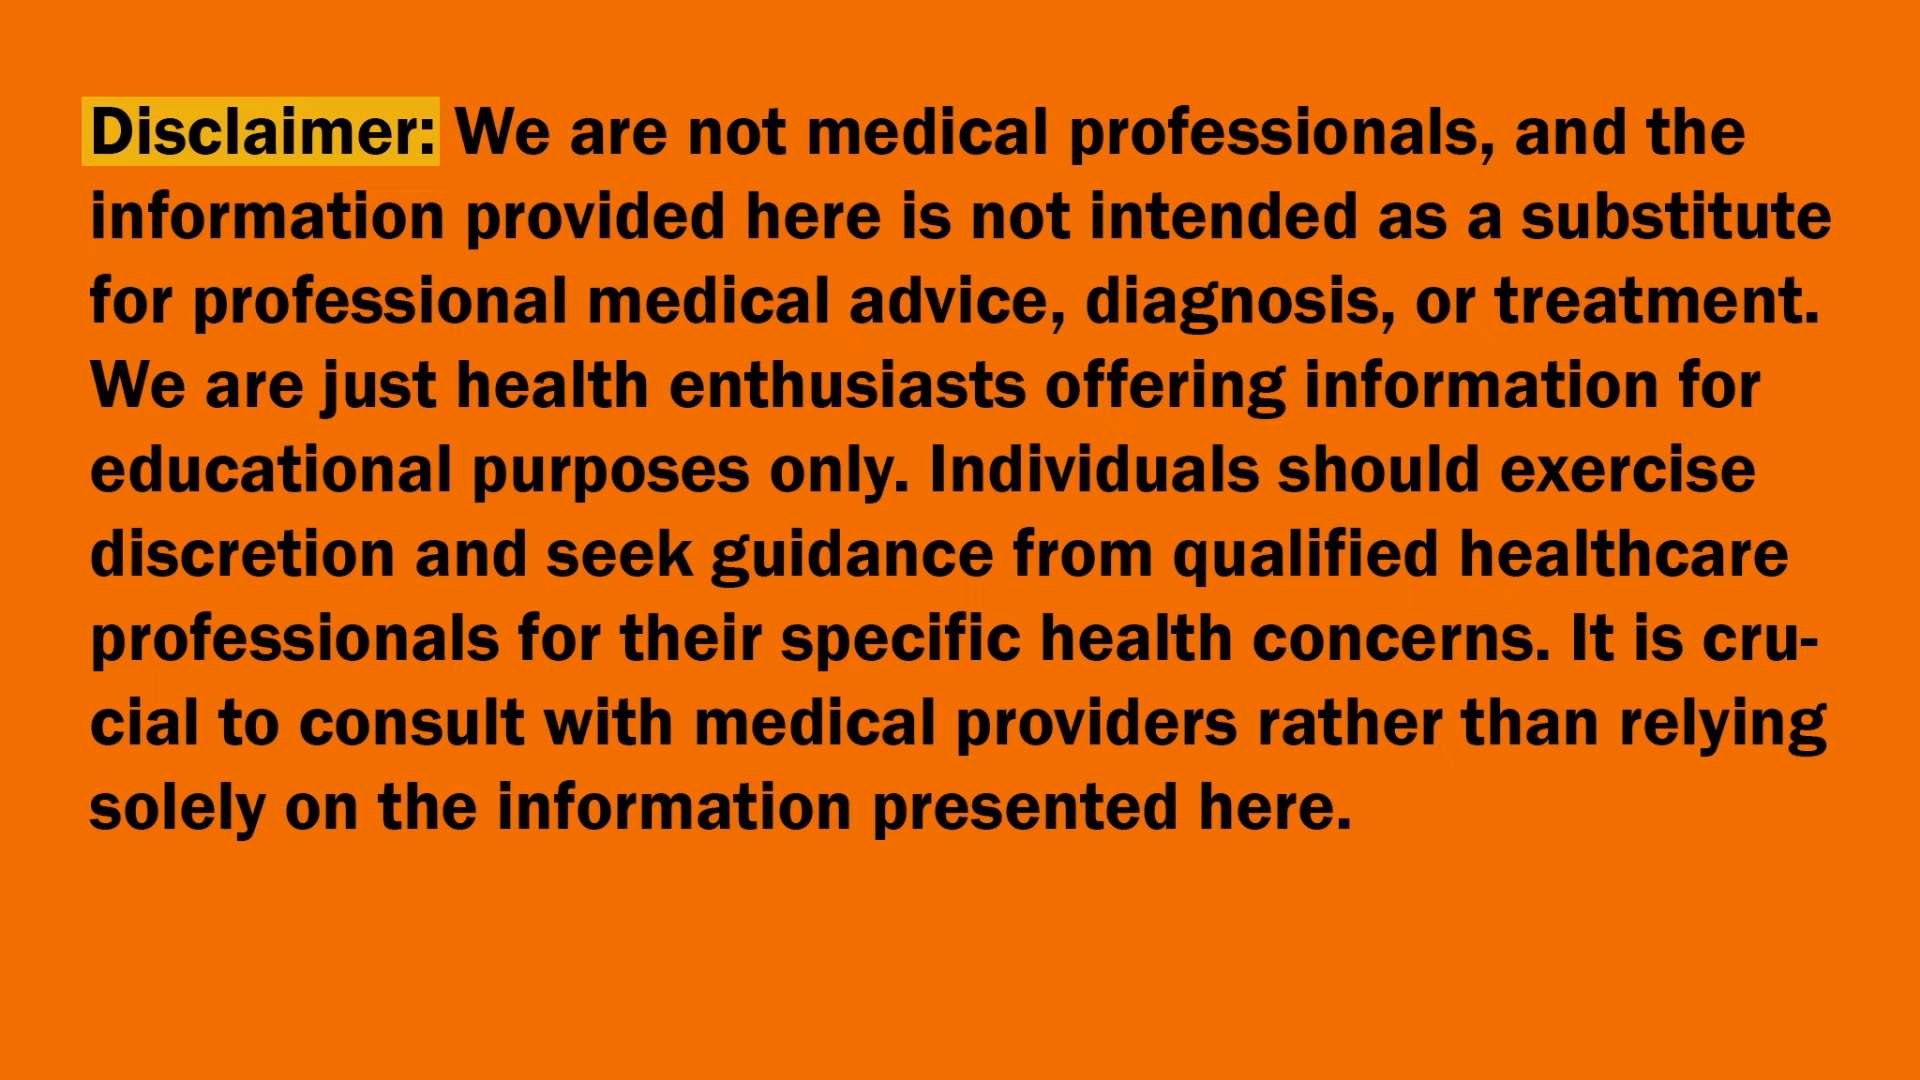 Disclaimer: We are not medical professionals, and the
information provided here is not intended as a substitute
for professional medical advice, diagnosis, or treatment.
We are just health enthusiasts offering information for
educational purposes only. Individuals should exercise
discretion and seek guidance from qualified healthcare
professionals for their specific health concerns. It is cru-
cial to consult with medical providers rather than relying
solely on the information presented here.